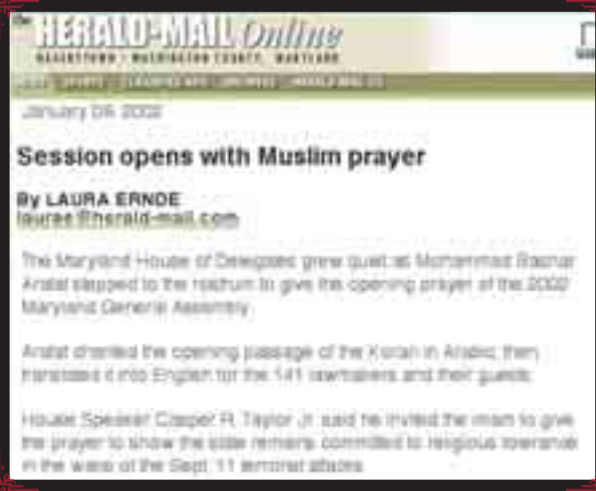 the
HERALD-MAIL Online
HAGERSTOWN • WASHINGTON COUNTY, MARYLAND
January 09, 2002
Session opens with Muslim prayer
By LAURA ERNDE
laurae@herald-mail.com
The Maryland House of Delegates grew quiet as Mohammad Bashar
Arafat stepped to the rostrum to give the opening prayer of the 2002
Maryland General Assembly.
Arafat chanted the opening passage of the Koran in Arabic, then
translated it into English for the 141 lawmakers and their guests.
House Speaker Casper R. Taylor Jr. said he invited the imam to give
the prayer to show the state remains committed to religious tolerance
in the wake of the Sept. 11 terrorist attacks.